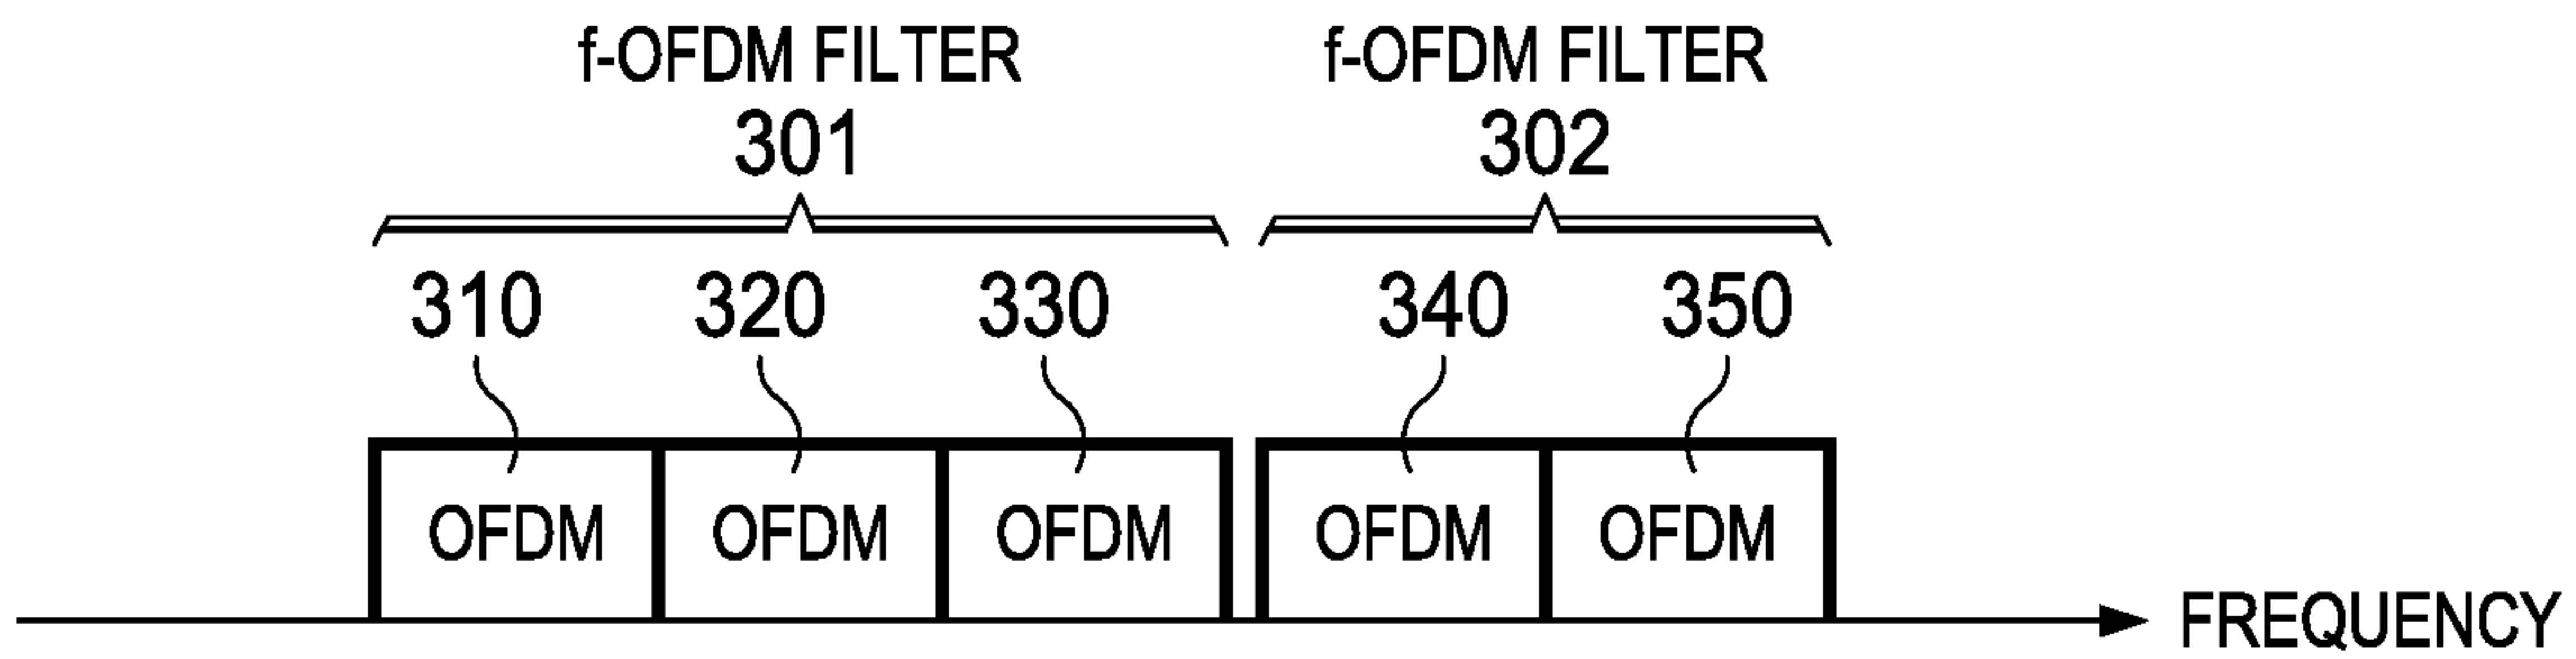 f-OFDM FILTER
301
f-OFDM FILTER
302
310
320
330
340
350
OFDM
OFDM
OFDM
OFDM
OFDM
FREQUENCY